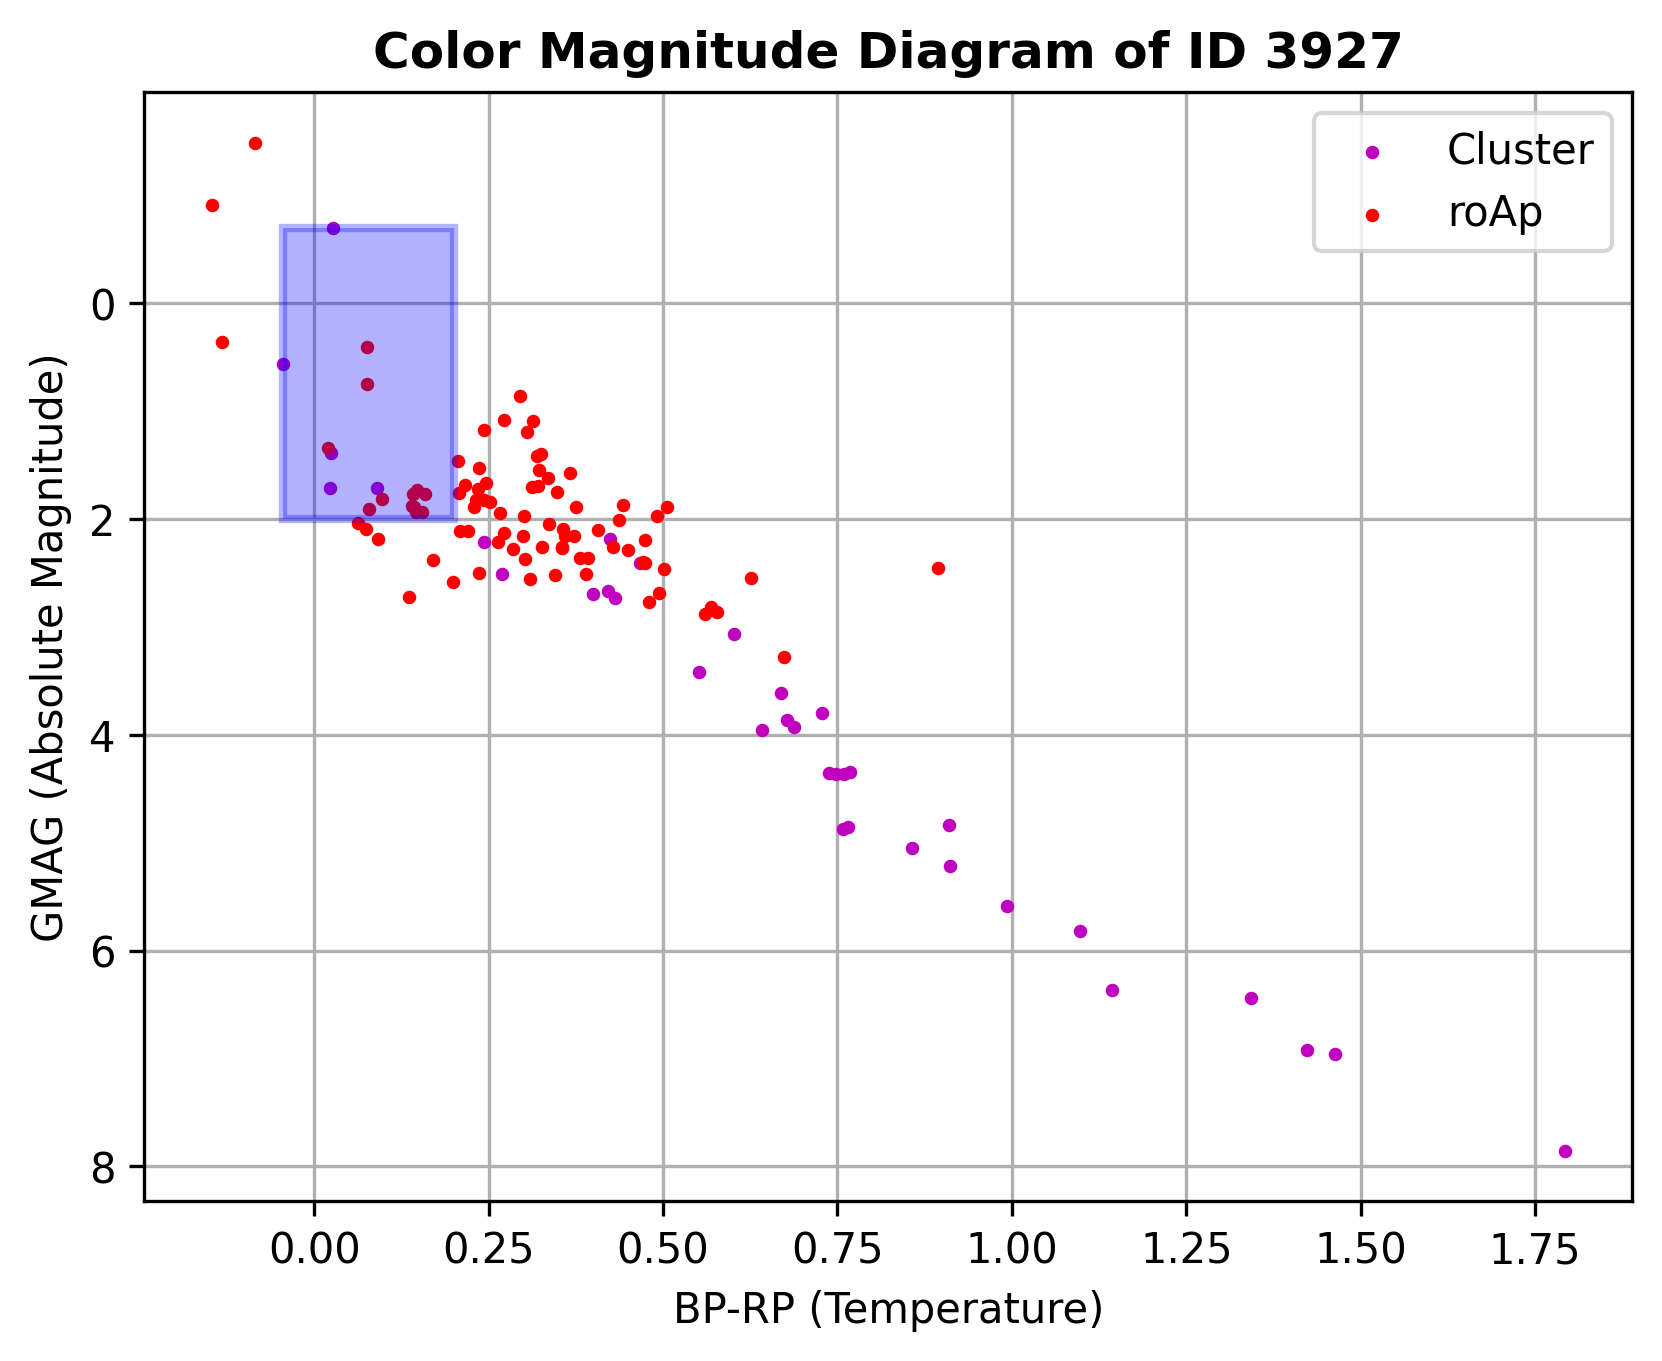 Color Magnitude Diagram of ID 3927
Cluster
roAp
GMAG (Absolute Magnitude)
0
2
4
6
8
0.00 0.25 0.50 0.75 1.00 1.25 1.50 1.75
BP-RP (Temperature)